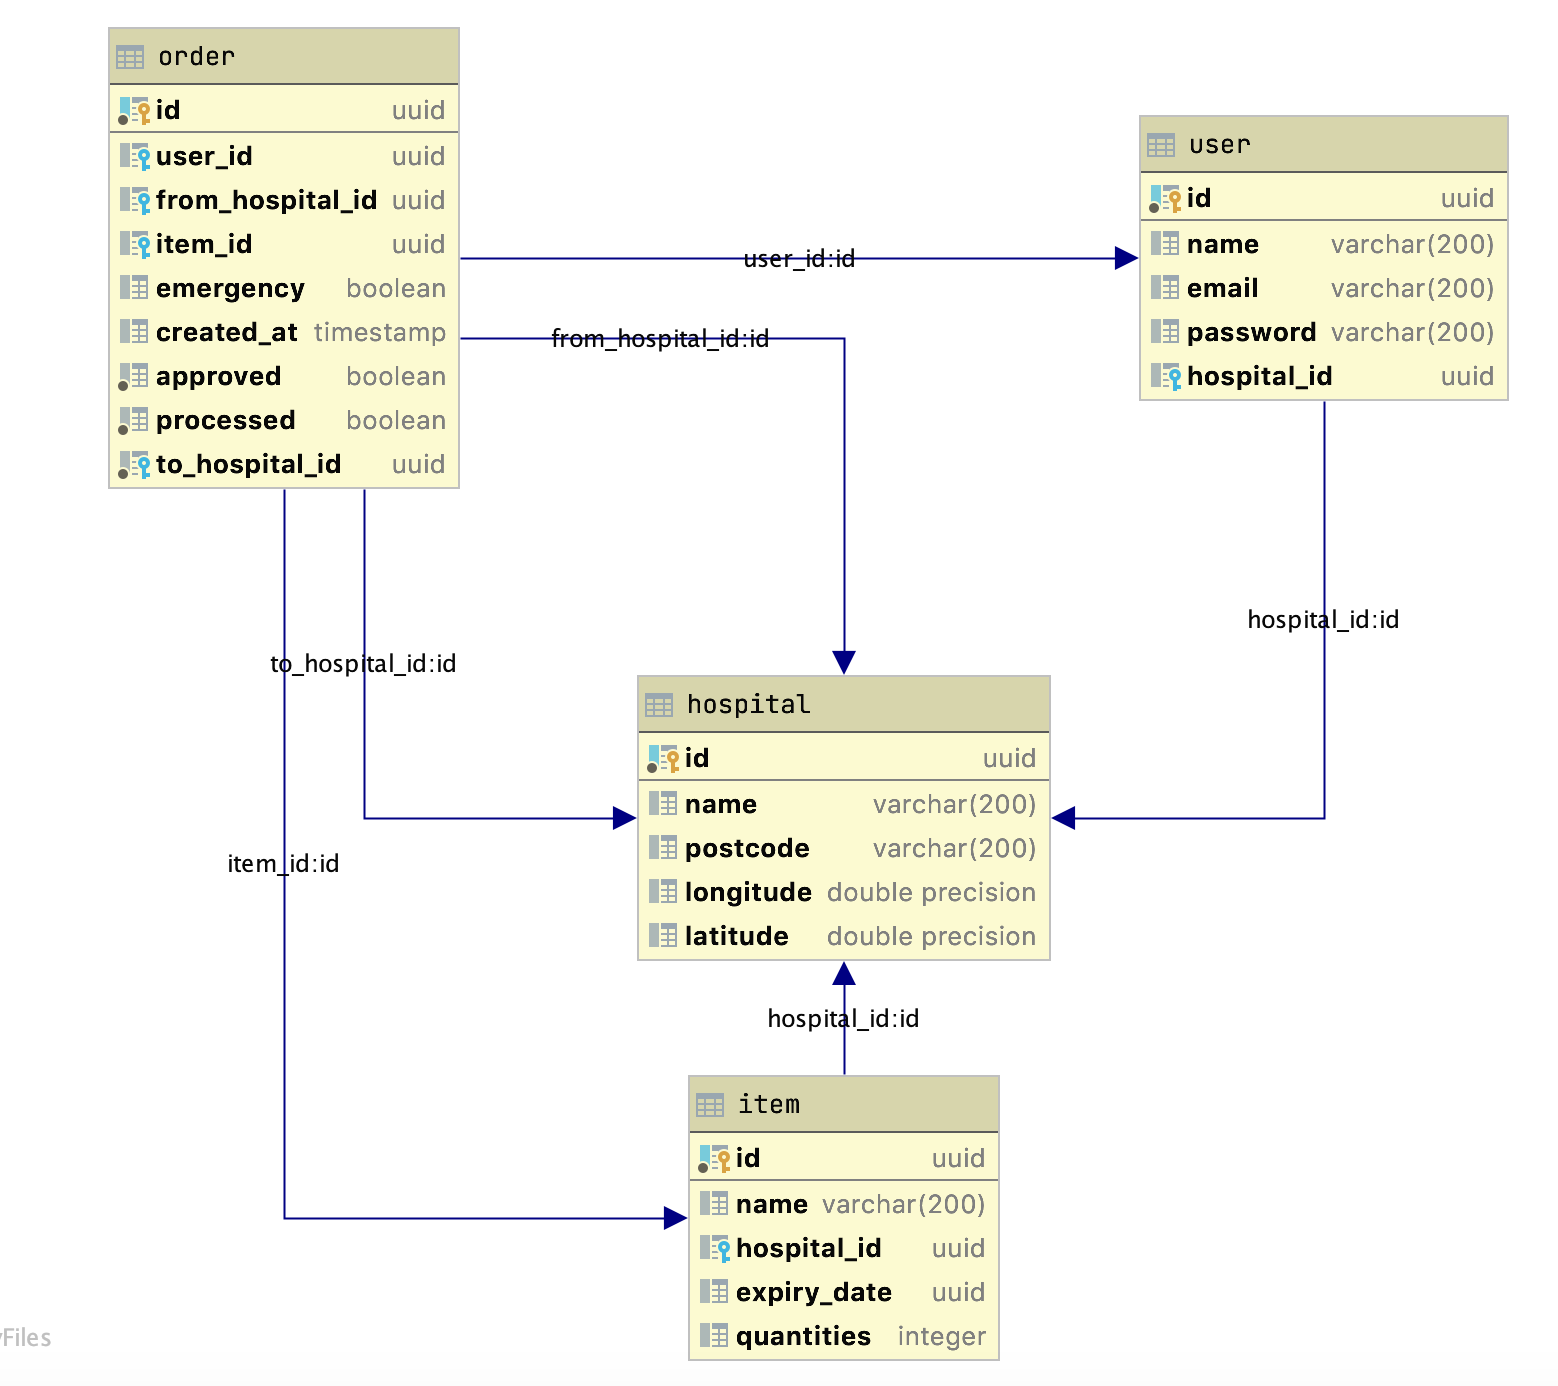 order
id uuid
user_id uuid
from_hospital_id uuid
item_id uuid
emergency boolean
created_at timestamp
approved boolean
processed boolean
to_hospital_id uuid
user
id uuid
name varchar(200)
email varchar(200)
password varchar(200)
hospital_id uuid
user_id:id
from_hospital_id:id
hospital_id:id
to_hospital_id:id
item_id:id
hospital
id uuid
name varchar(200)
postcode varchar(200)
longitude double precision
latitude double precision
hospital_id:id
item
id uuid
name varchar(200)
hospital_id uuid
expiry_date uuid
quantities integer
Files